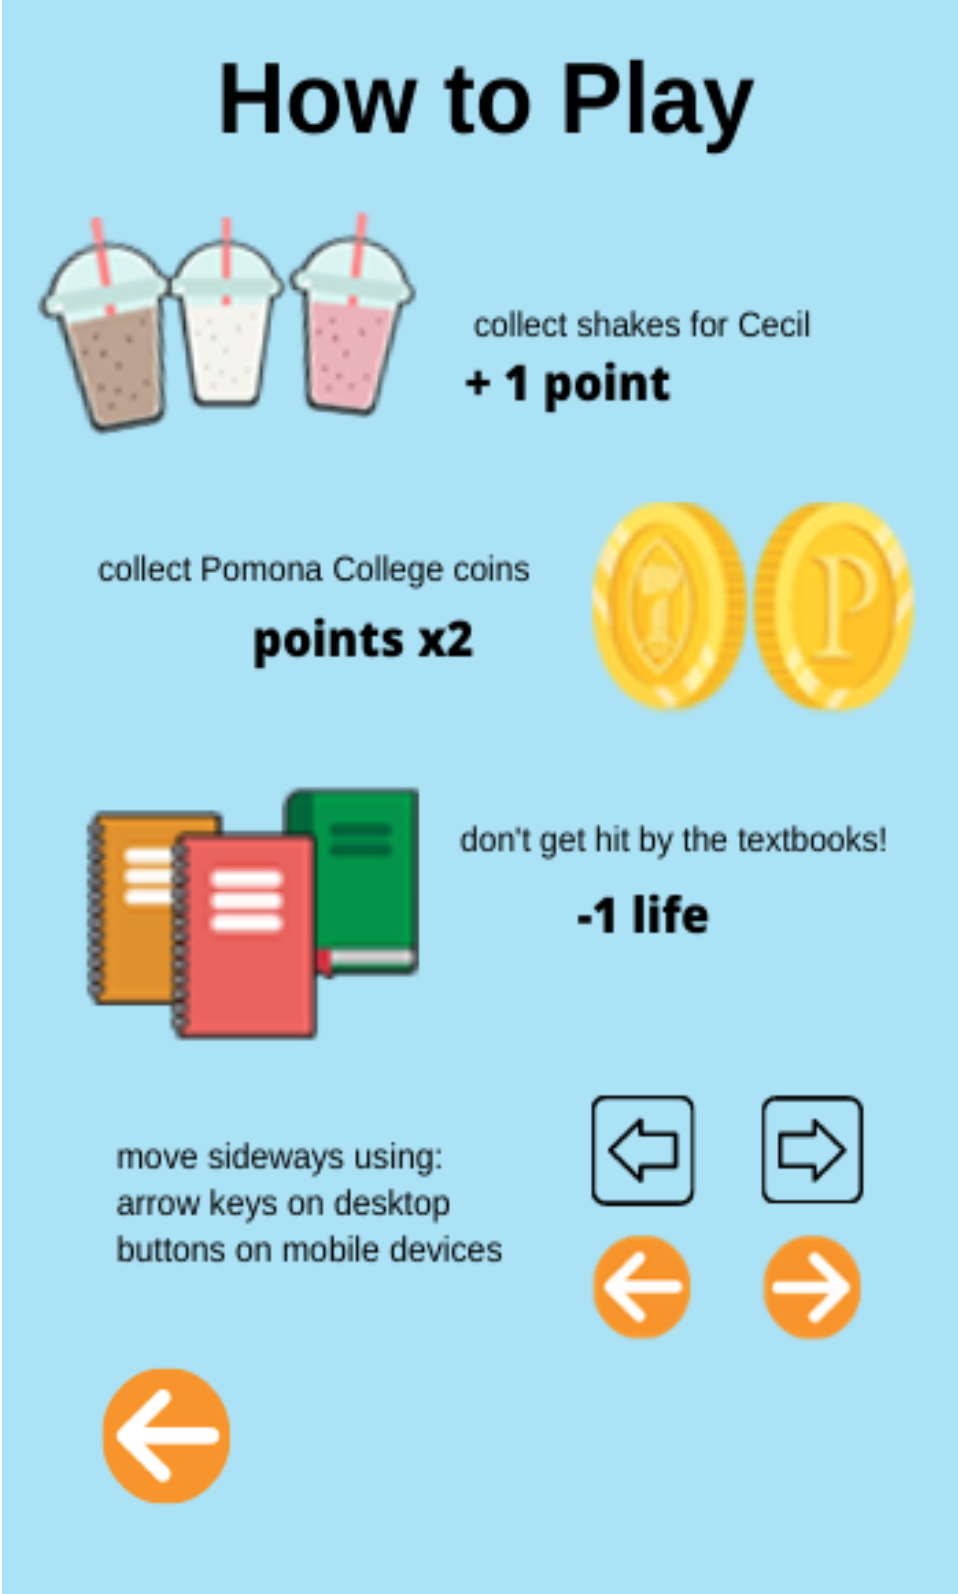 How to Play
collect shakes for Cecil
+ 1 point
collect Pomona College coins
points x2
P
don't get hit by the textbooks!
-1 life
move sideways using:
arrow keys on desktop
buttons on mobile devices